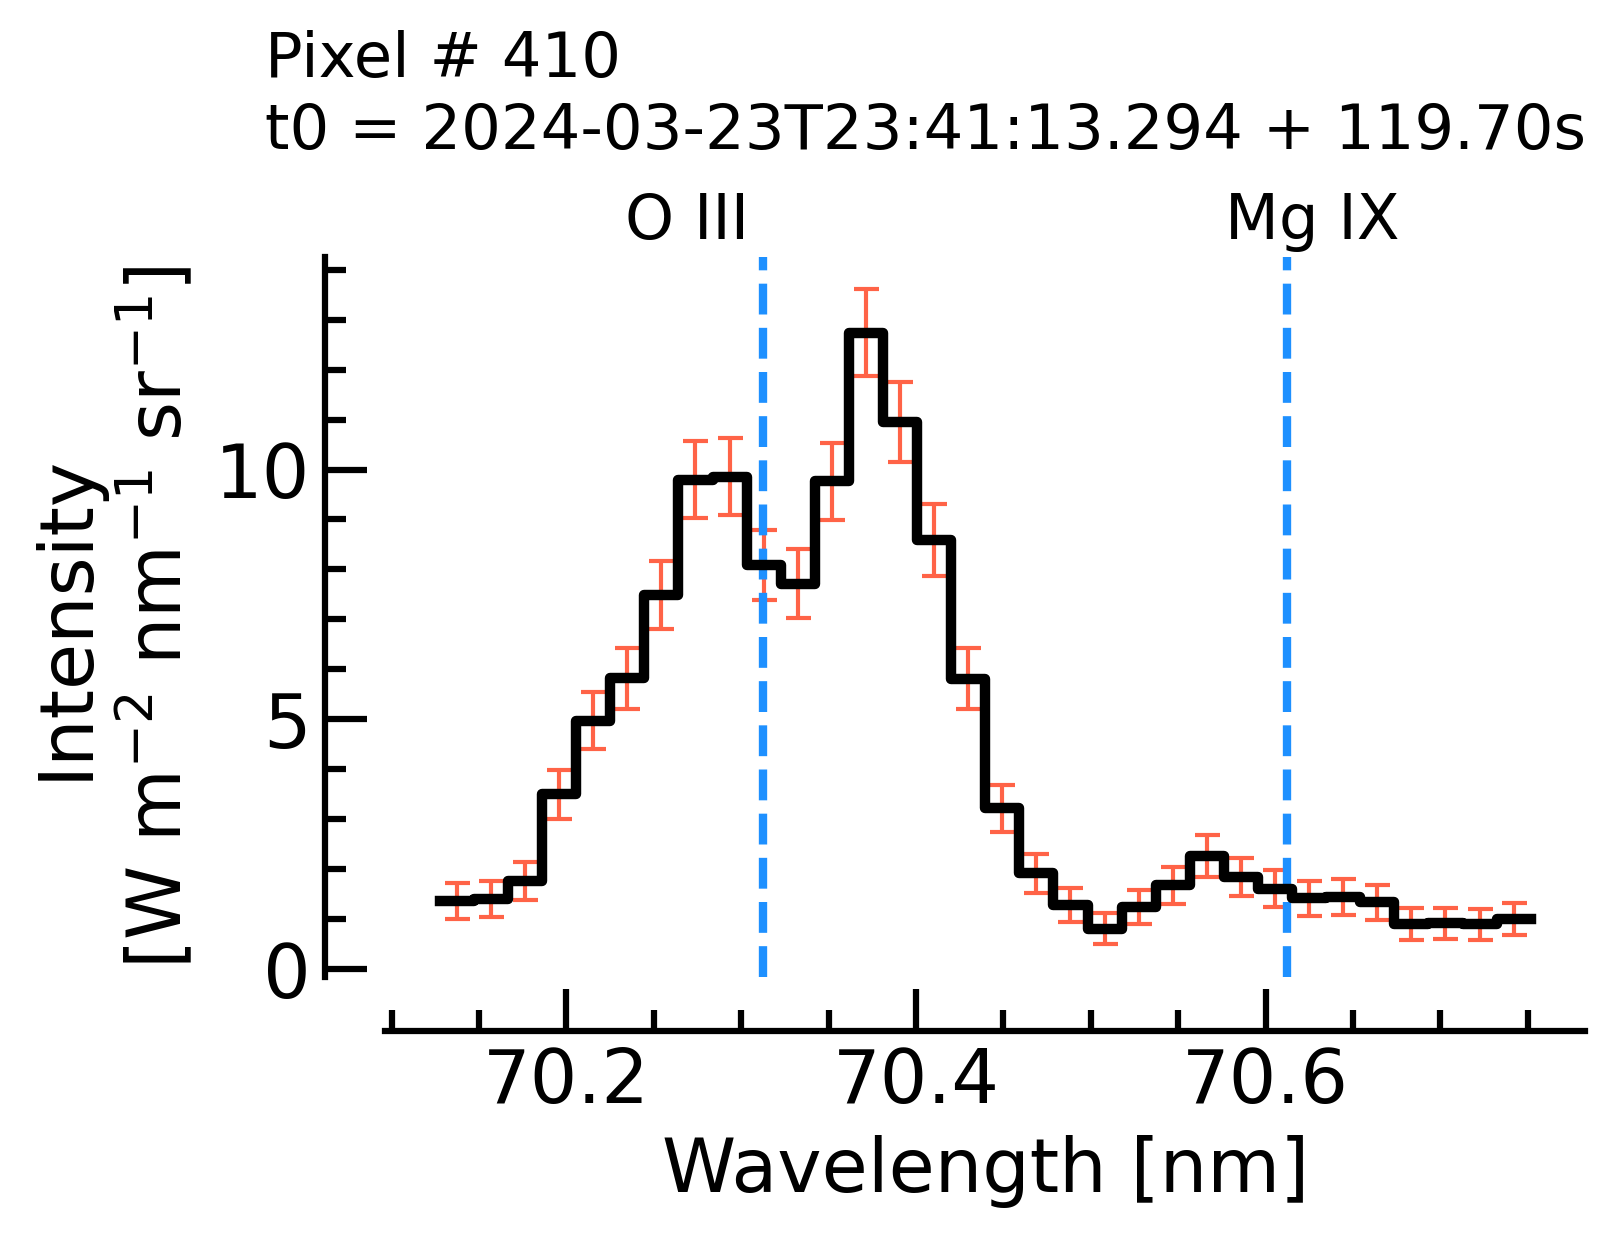 Pixel # 410
t0 = 2024-03-23T23:41:13.294 + 119.70s
O III
Mg IX
Intensity
[W m⁻² nm⁻¹ sr⁻¹]
10
5
0
70.2
70.4
70.6
Wavelength [nm]